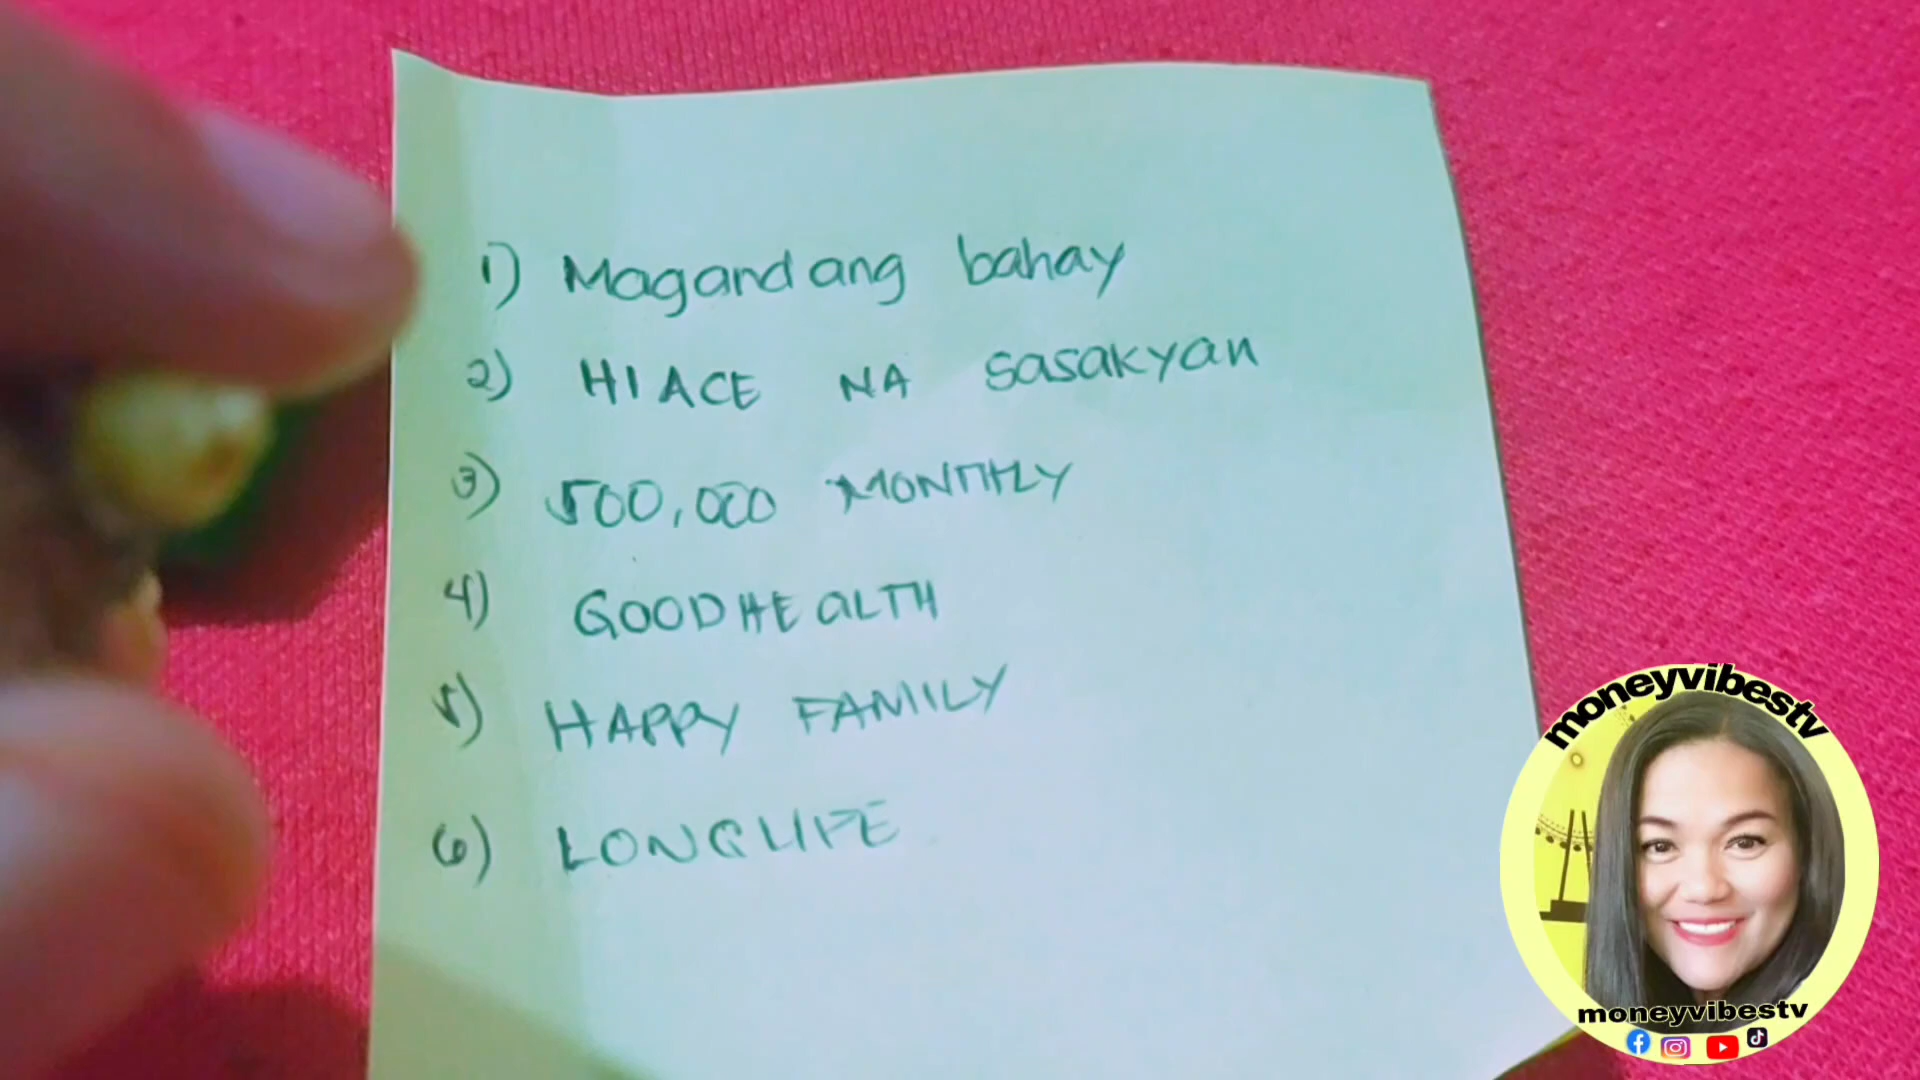 1) Magandang bahay
2) HIACE NA sasakyan
3) 500,000 MONTHLY
4) GOODHEaLTH
5) HAPPY FAMILY
6) LONGLIFE
moneyvibestv
moneyvibestv